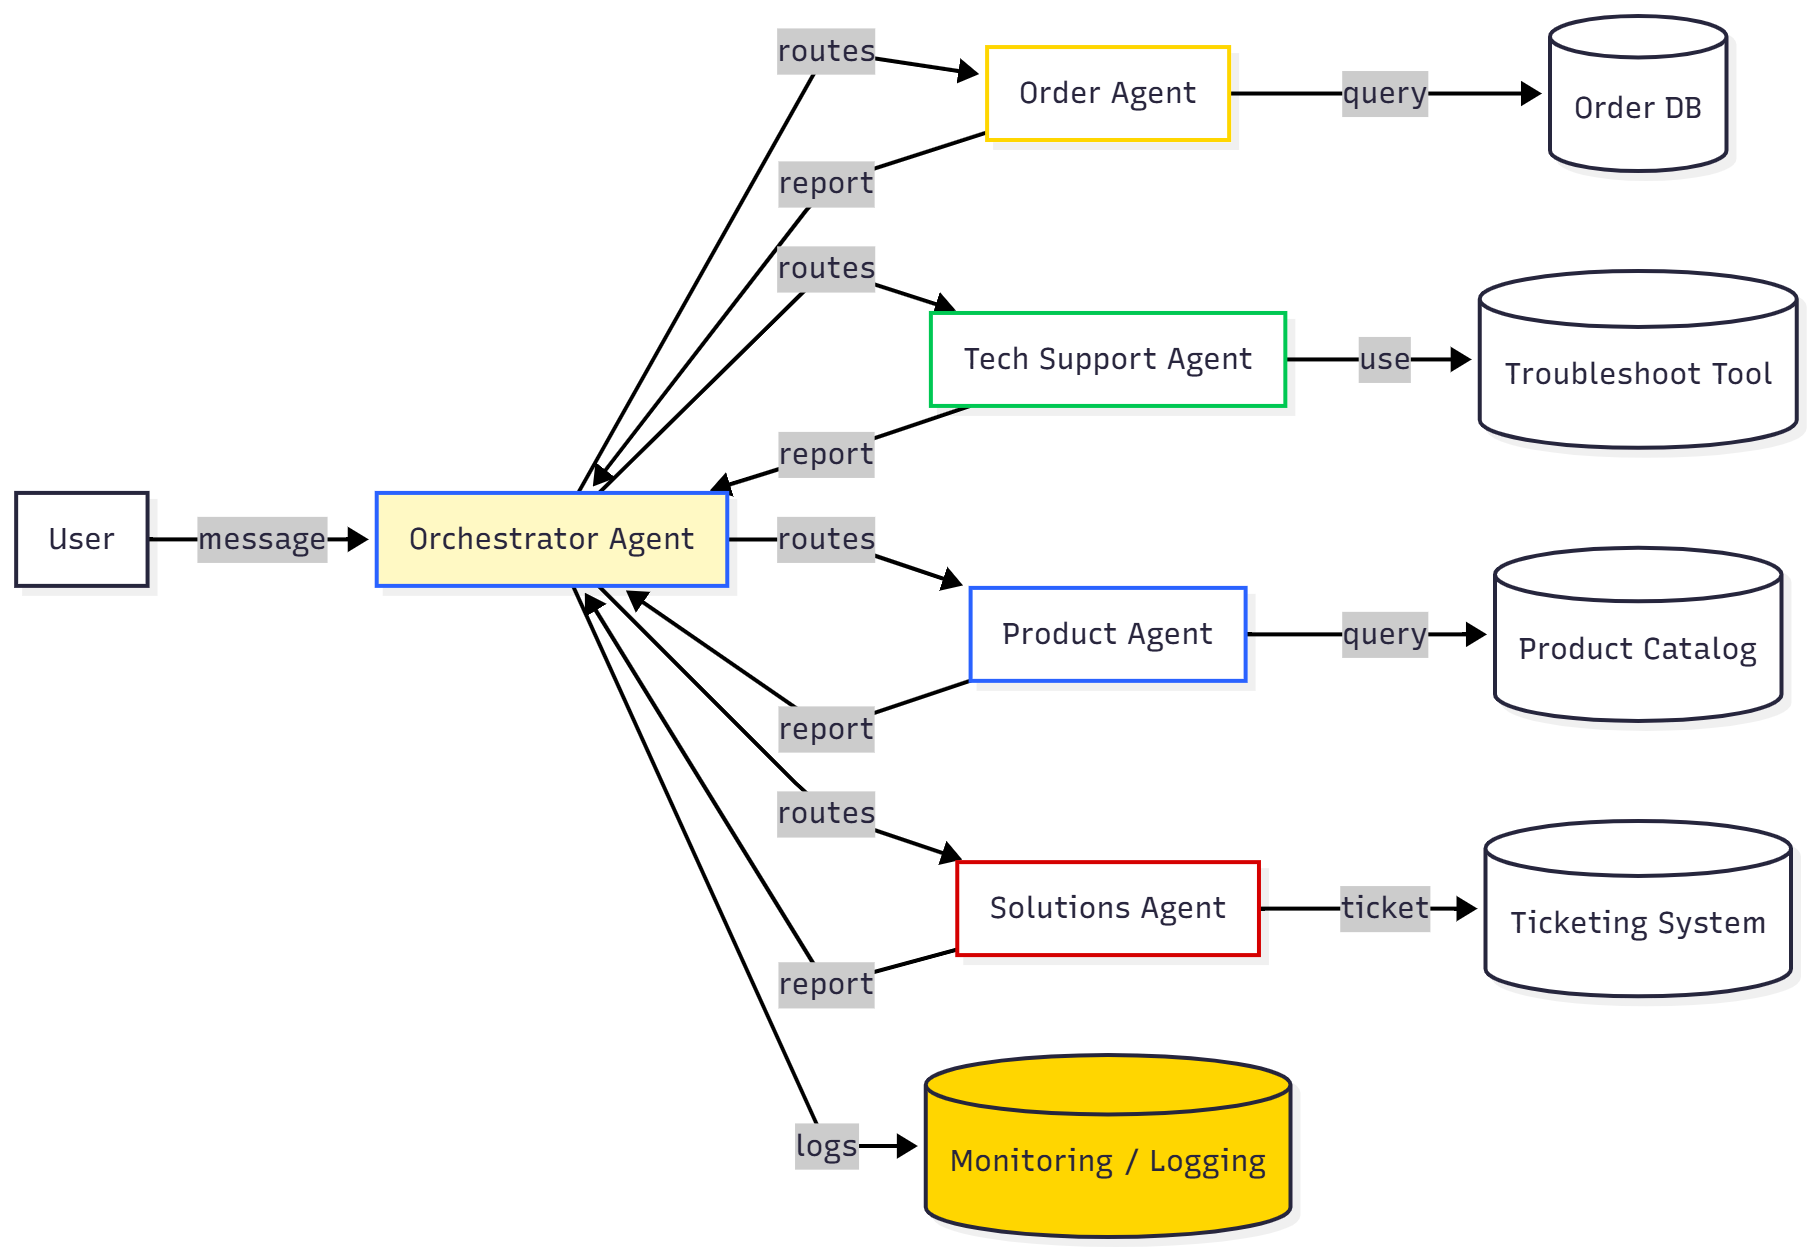 routes
Order Agent
query
Order DB
report
routes
Tech Support Agent
use
Troubleshoot Tool
report
User
message
Orchestrator Agent
routes
Product Agent
query
Product Catalog
report
routes
Solutions Agent
ticket
Ticketing System
report
logs
Monitoring / Logging